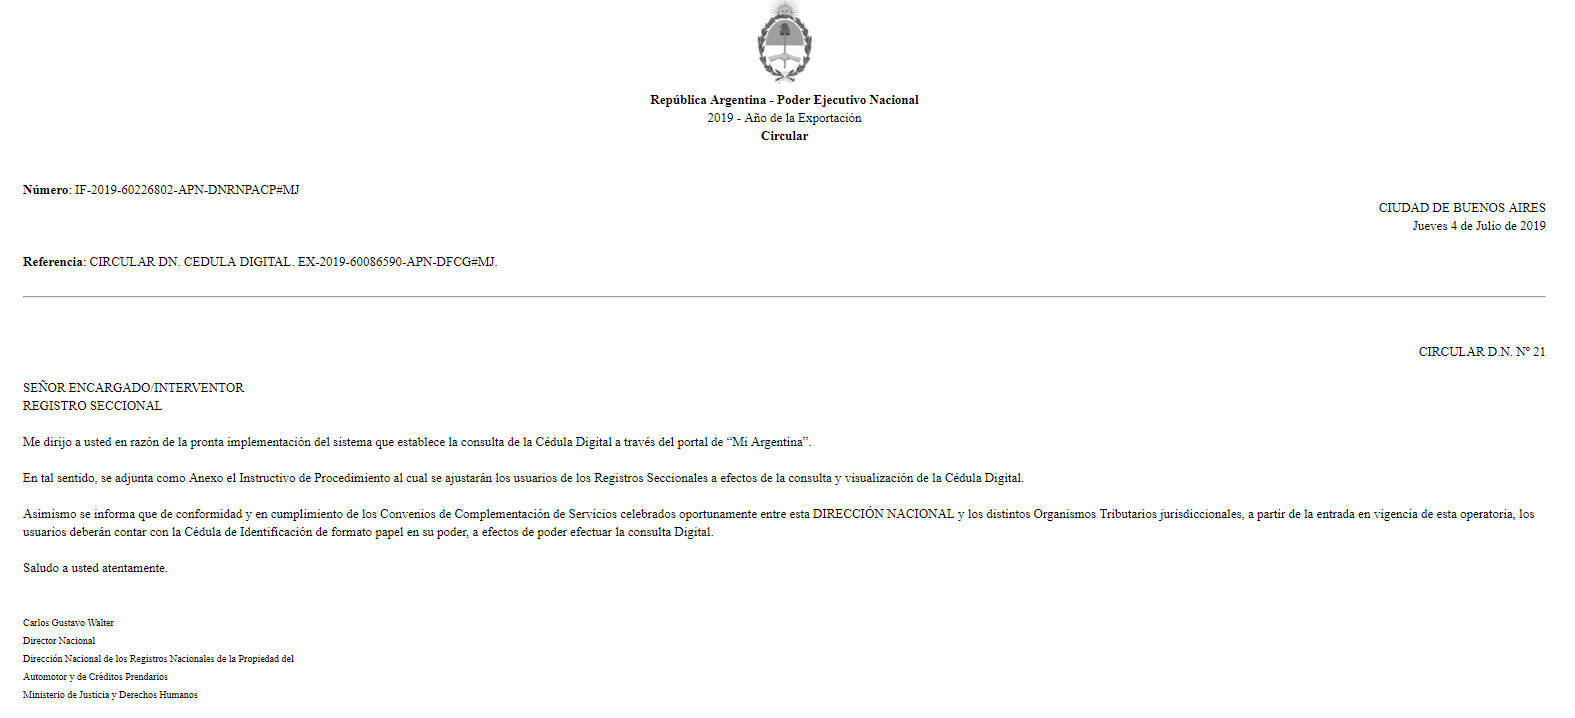 República Argentina - Poder Ejecutivo Nacional
2019 - Año de la Exportación
Circular
Número: IF-2019-60226802-APN-DNRNPACP#MJ
CIUDAD DE BUENOS AIRES
Jueves 4 de Julio de 2019
Referencia: CIRCULAR DN. CEDULA DIGITAL. EX-2019-60086590-APN-DFCG#MJ.
CIRCULAR D.N. Nº 21
SEÑOR ENCARGADO/INTERVENTOR
REGISTRO SECCIONAL
Me dirijo a usted en razón de la pronta implementación del sistema que establece la consulta de la Cédula Digital a través del portal de “Mi Argentina”.
En tal sentido, se adjunta como Anexo el Instructivo de Procedimiento al cual se ajustarán los usuarios de los Registros Seccionales a efectos de la consulta y visualización de la Cédula Digital.
Asimismo se informa que de conformidad y en cumplimiento de los Convenios de Complementación de Servicios celebrados oportunamente entre esta DIRECCIÓN NACIONAL y los distintos Organismos Tributarios jurisdiccionales, a partir de la entrada en vigencia de esta operatoria, los
usuarios deberán contar con la Cédula de Identificación de formato papel en su poder, a efectos de poder efectuar la consulta Digital.
Saludo a usted atentamente.
Carlos Gustavo Walter
Director Nacional
Dirección Nacional de los Registros Nacionales de la Propiedad del
Automotor y de Créditos Prendarios
Ministerio de Justicia y Derechos Humanos